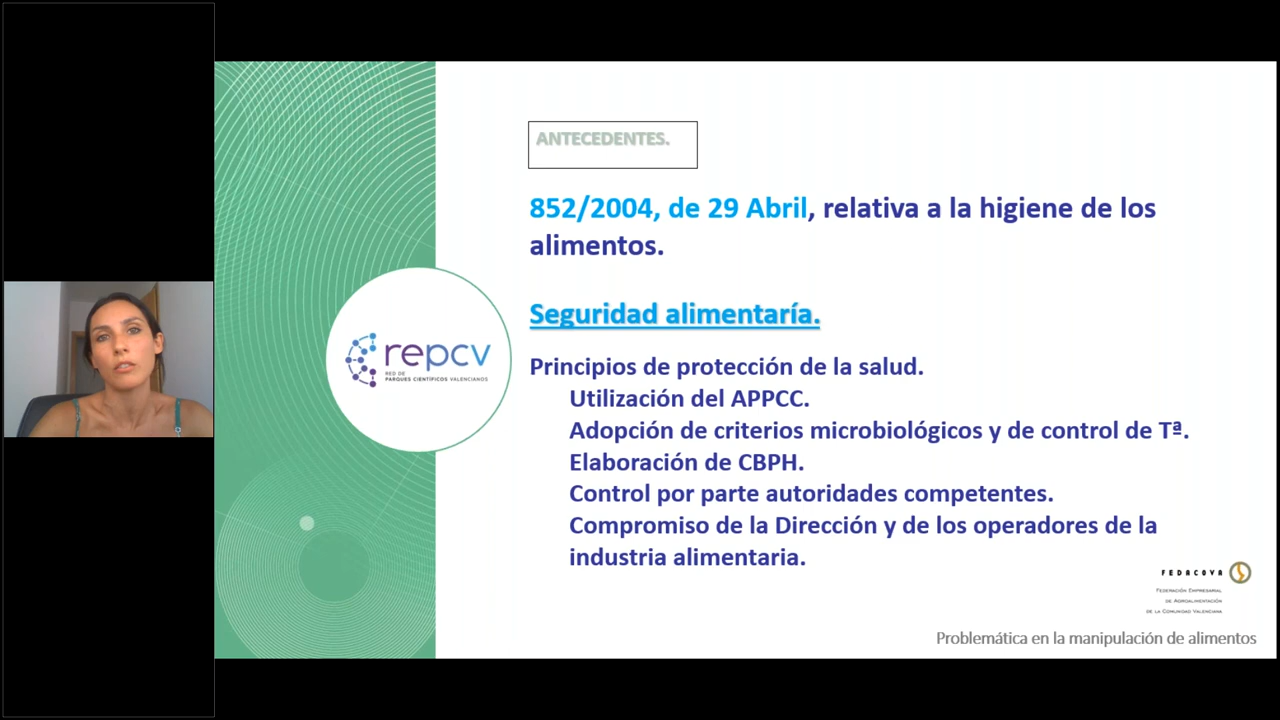 ANTECEDENTES.
852/2004, de 29 Abril, relativa a la higiene de los
alimentos.
Seguridad alimentaría.
Principios de protección de la salud.
Utilización del APPCC.
Adopción de criterios microbiológicos y de control de Tª.
Elaboración de CBPH.
Control por parte autoridades competentes.
Compromiso de la Dirección y de los operadores de la
industria alimentaria.
repcv
RED DE
PARQUES CIENTÍFICOS VALENCIANOS
FEDACOVA
FEDERACIÓN EMPRESARIAL
DE AGROALIMENTACIÓN
DE LA COMUNIDAD VALENCIANA
Problemática en la manipulación de alimentos